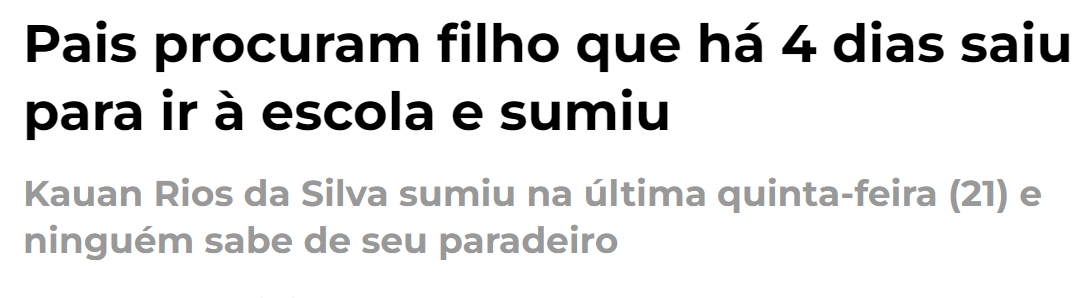 Pais procuram filho que há 4 dias saiu
para ir à escola e sumiu
Kauan Rios da Silva sumiu na última quinta-feira (21) e
ninguém sabe de seu paradeiro